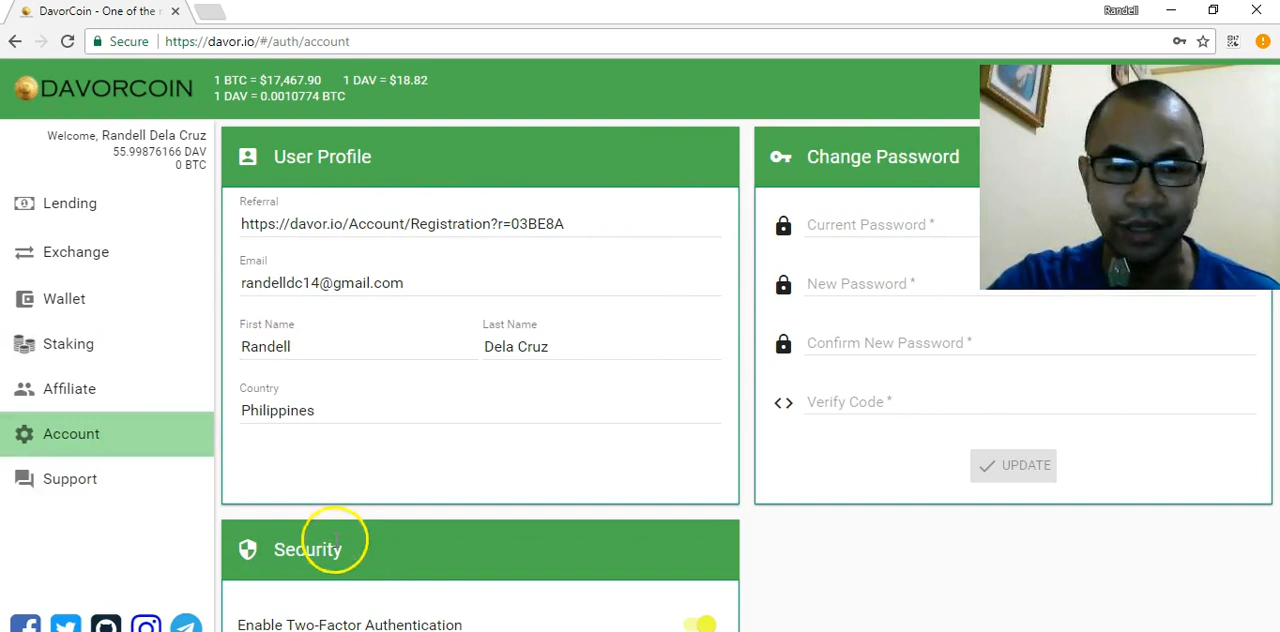 DavorCoin - One of the
Randell
Secure https://davor.io/#/auth/account
DAVORCOIN
1 BTC = $17,467.90 1 DAV = $18.82
1 DAV = 0.0010774 BTC
Welcome, Randell Dela Cruz
55.99876166 DAV
0 BTC
Lending
Exchange
Wallet
Staking
Affiliate
Account
Support
User Profile
Referral
https://davor.io/Account/Registration?r=03BE8A
Email
randelldc14@gmail.com
First Name Last Name
Randell Dela Cruz
Country
Philippines
Change Password
Current Password *
New Password *
Confirm New Password *
Verify Code *
UPDATE
Security
Enable Two-Factor Authentication